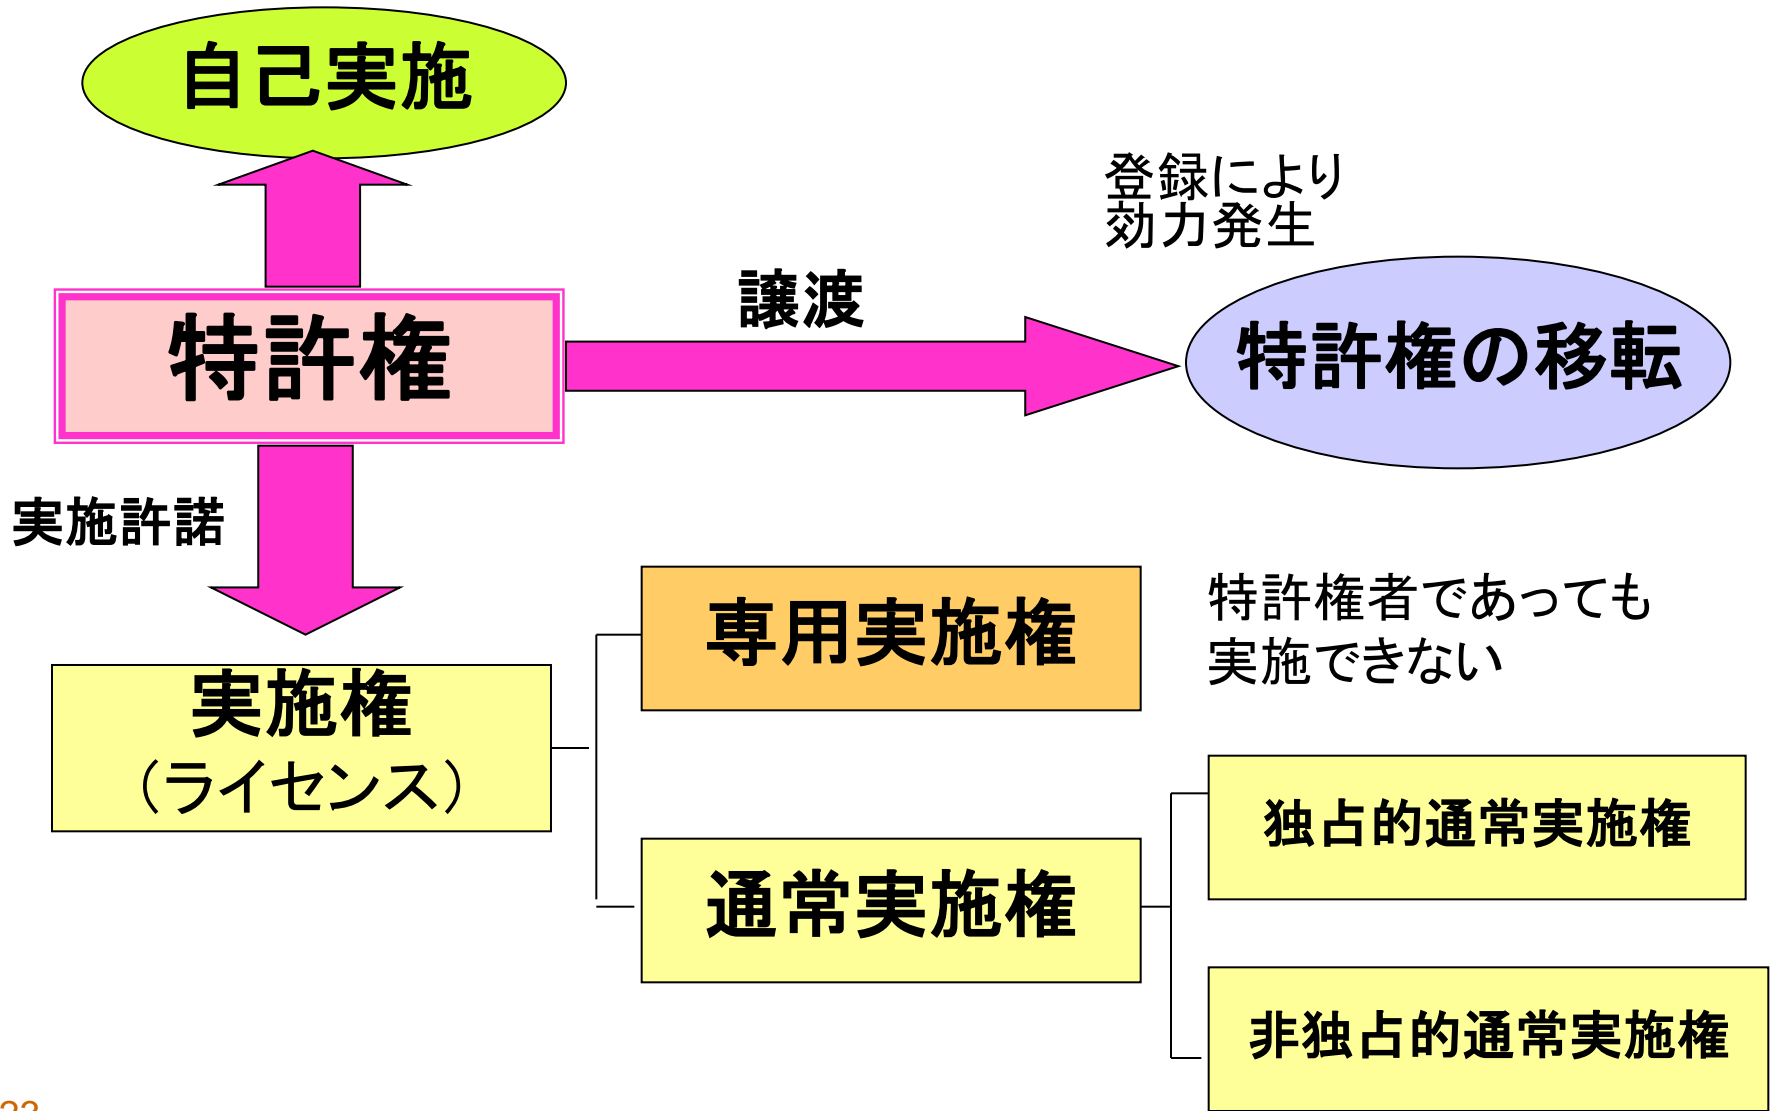 自己実施
登録により
効力発生
譲渡
特許権
特許権の移転
実施許諾
専用実施権
特許権者であっても
実施できない
実施権
(ライセンス)
独占的通常実施権
通常実施権
非独占的通常実施権